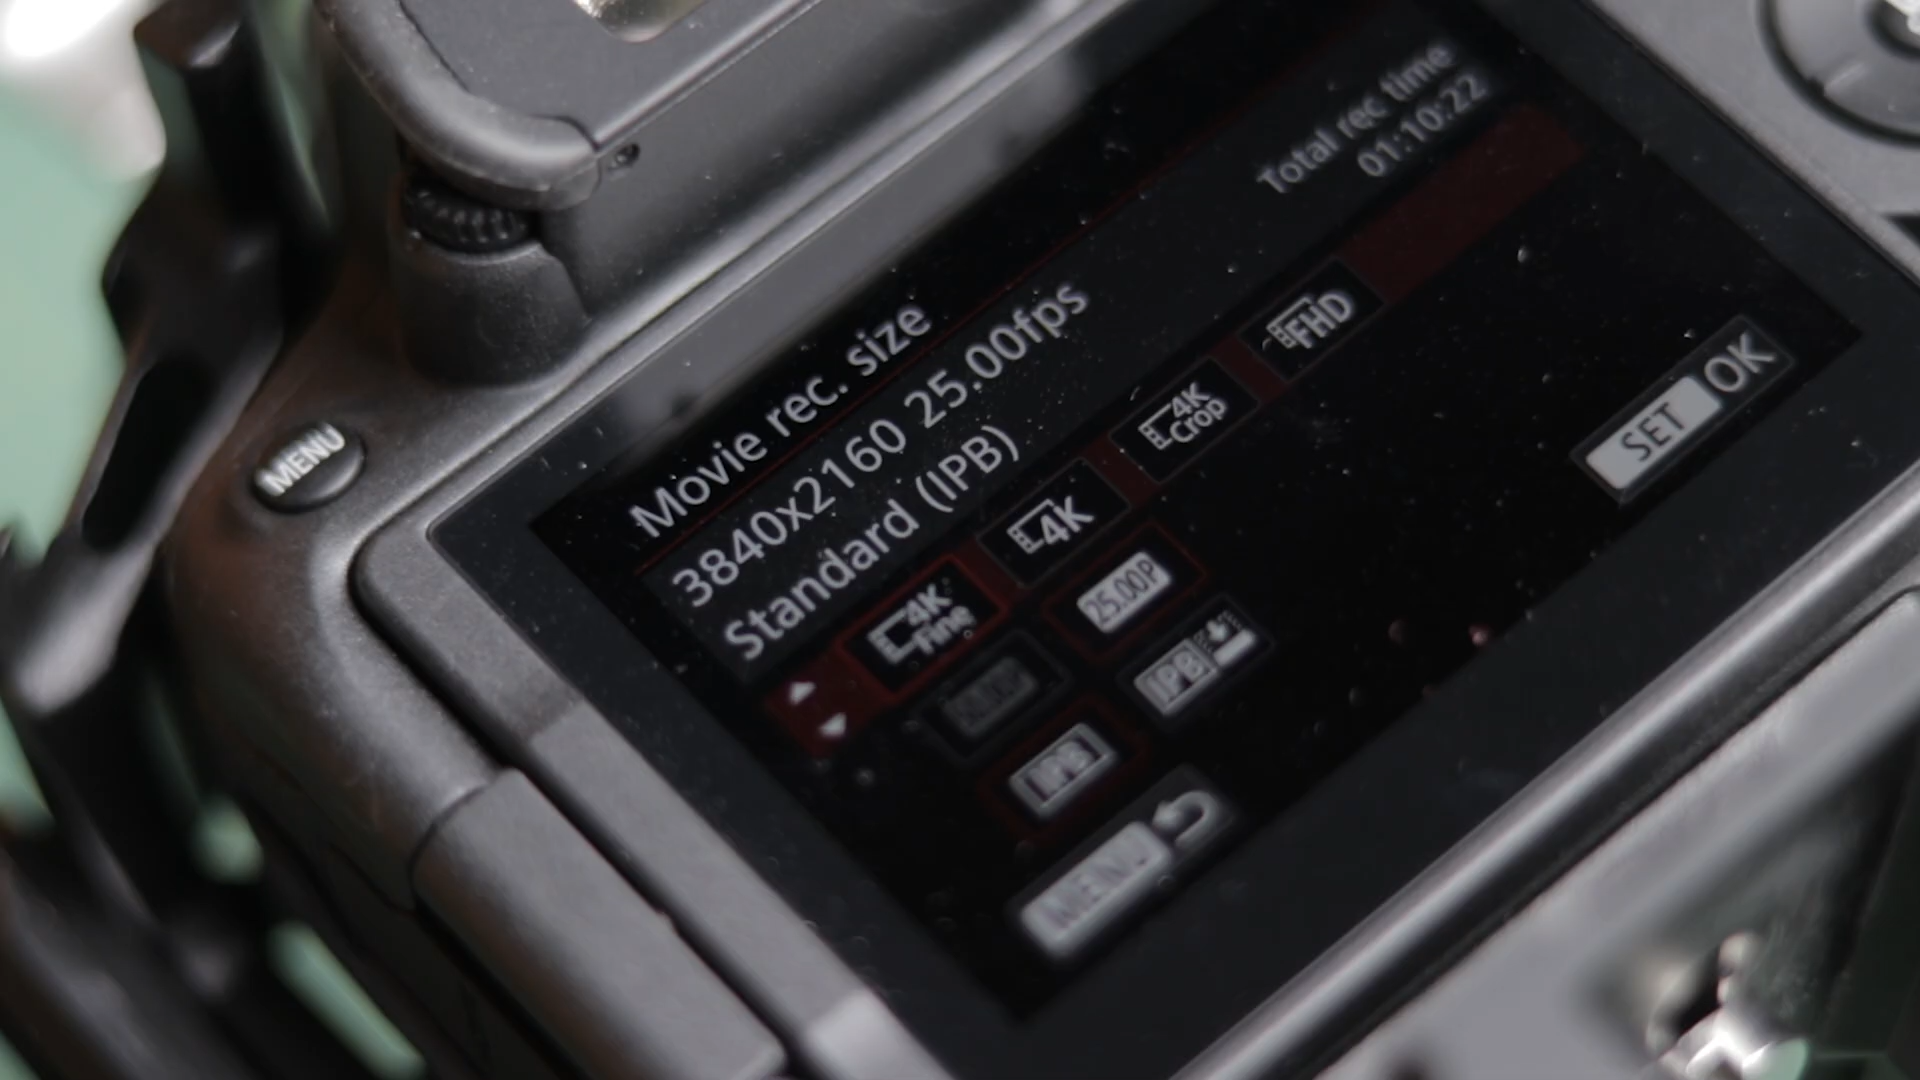 Movie rec. size
Total rec time
01:10:22
3840x2160 25.00fps
Standard (IPB)
4K Fine
4K
4K Crop
FHD
25.00P
IPB
IPB
MENU
SET OK
MENU